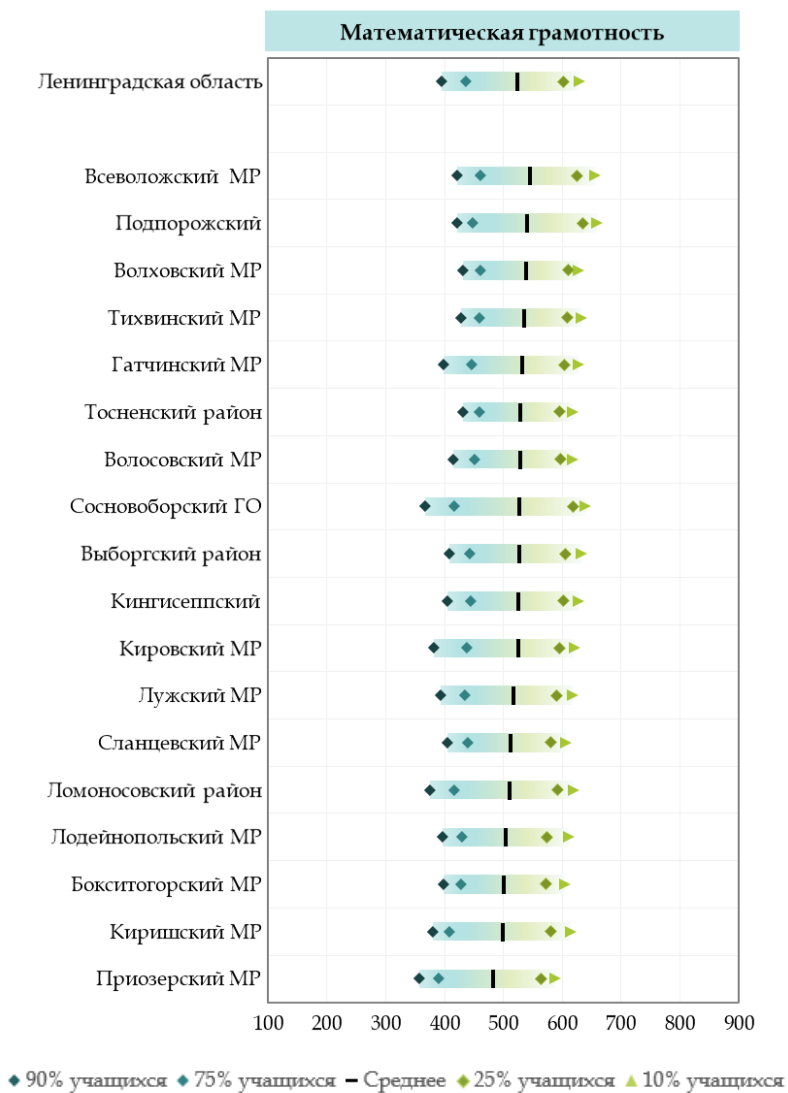 Математическая грамотность
Ленинградская область
Всеволожский МР
Подпорожский
Волховский МР
Тихвинский МР
Гатчинский МР
Тосненский район
Волосовский МР
Сосновоборский ГО
Выборгский район
Кингисеппский
Кировский МР
Лужский МР
Сланцевский МР
Ломоносовский район
Лодейнопольский МР
Бокситогорский МР
Киришский МР
Приозерский МР
100 200 300 400 500 600 700 800 900
90% учащихся 75% учащихся Среднее 25% учащихся 10% учащихся